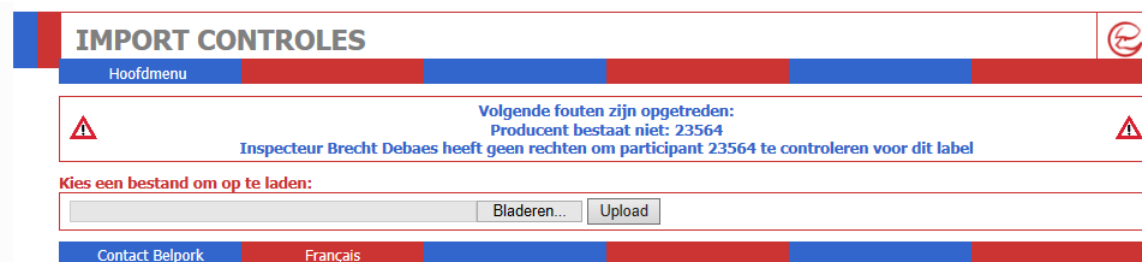 IMPORT CONTROLES
Hoofdmenu
Volgende fouten zijn opgetreden:
Producent bestaat niet: 23564
Inspecteur Brecht Debaes heeft geen rechten om participant 23564 te controleren voor dit label
Kies een bestand om op te laden:
Bladeren... Upload
Contact Belpork Français